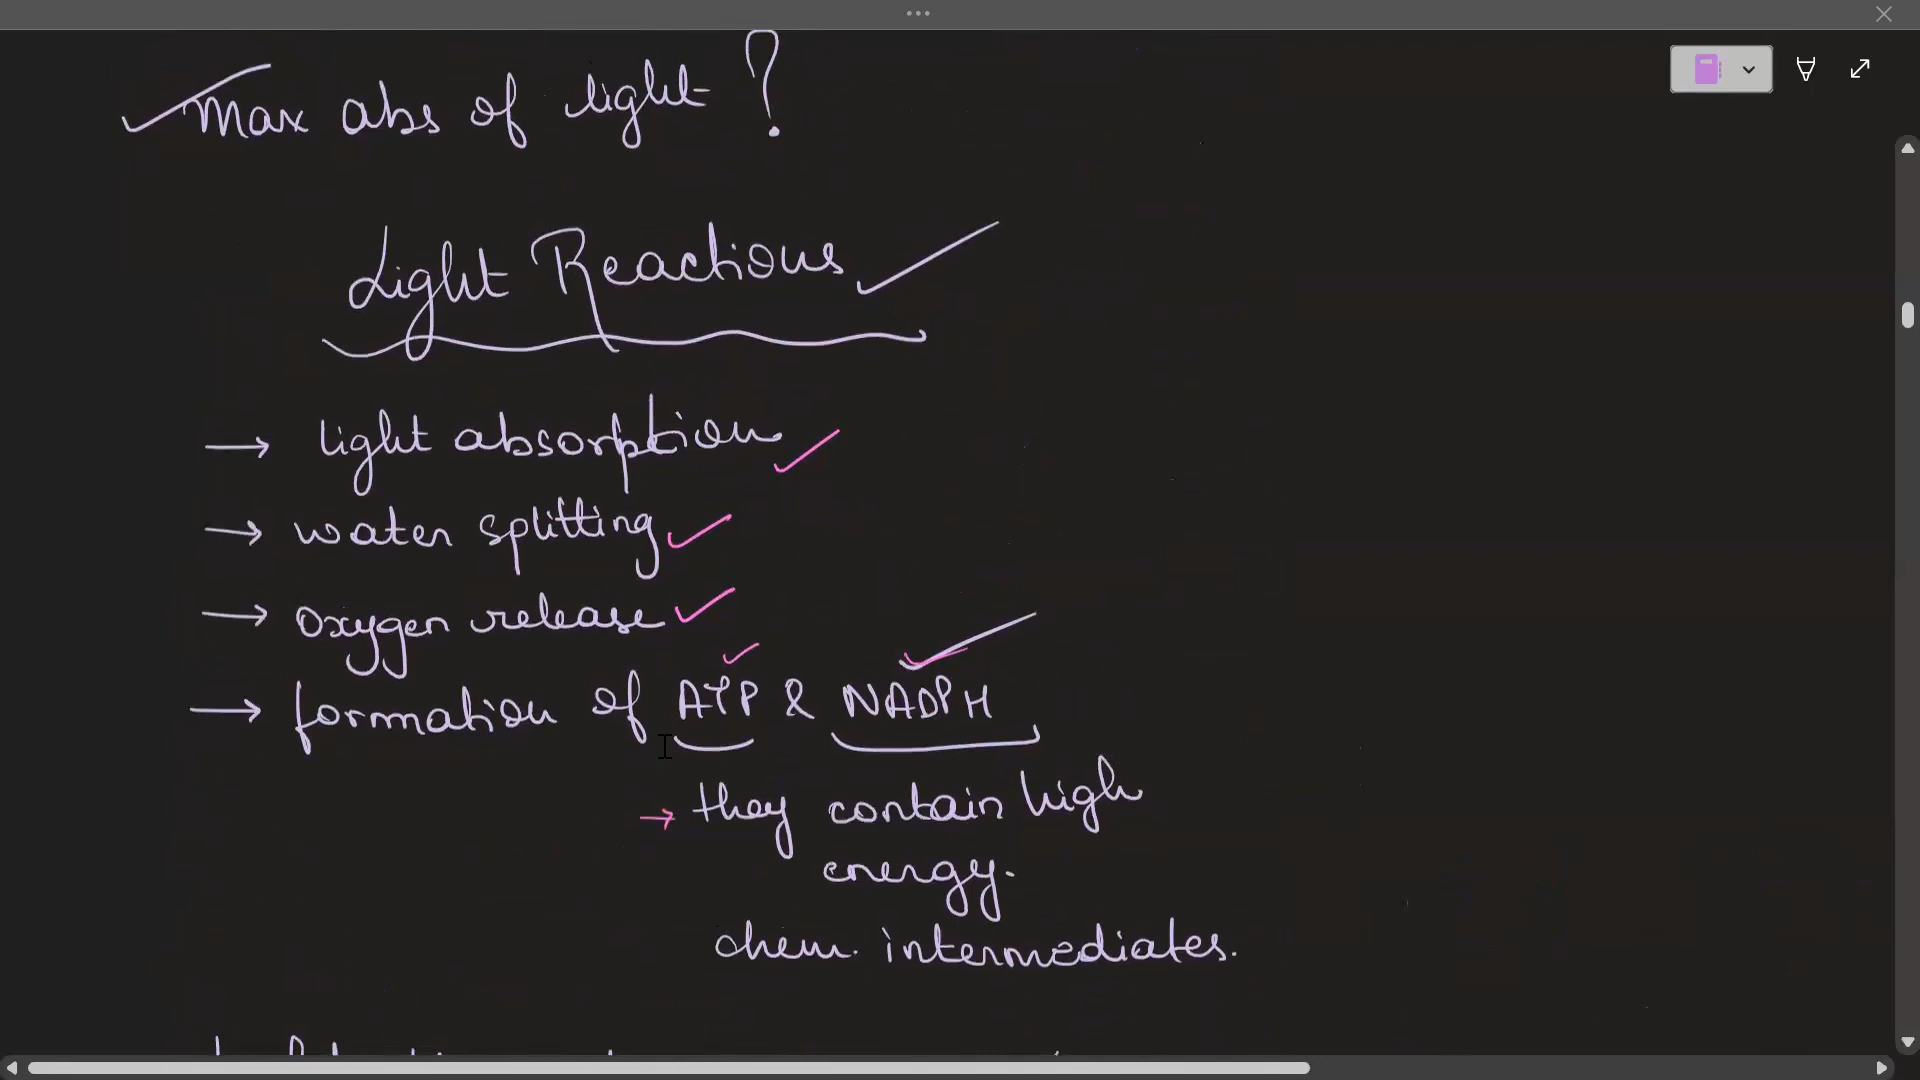 Max abs of light ?
Light Reactions
→ light absorption
→ water splitting
→ oxygen release
→ formation of ATP & NADPH
→ they contain high
energy.
chem. intermediates.